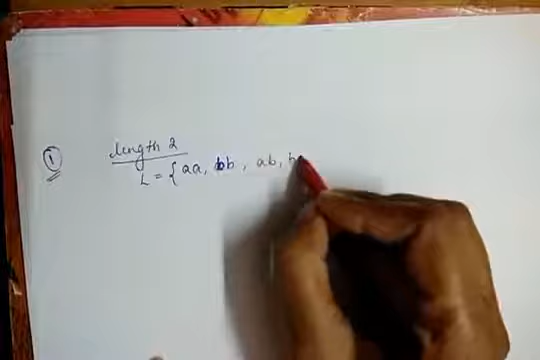 ① length 2
L = { aa, bb, ab, b